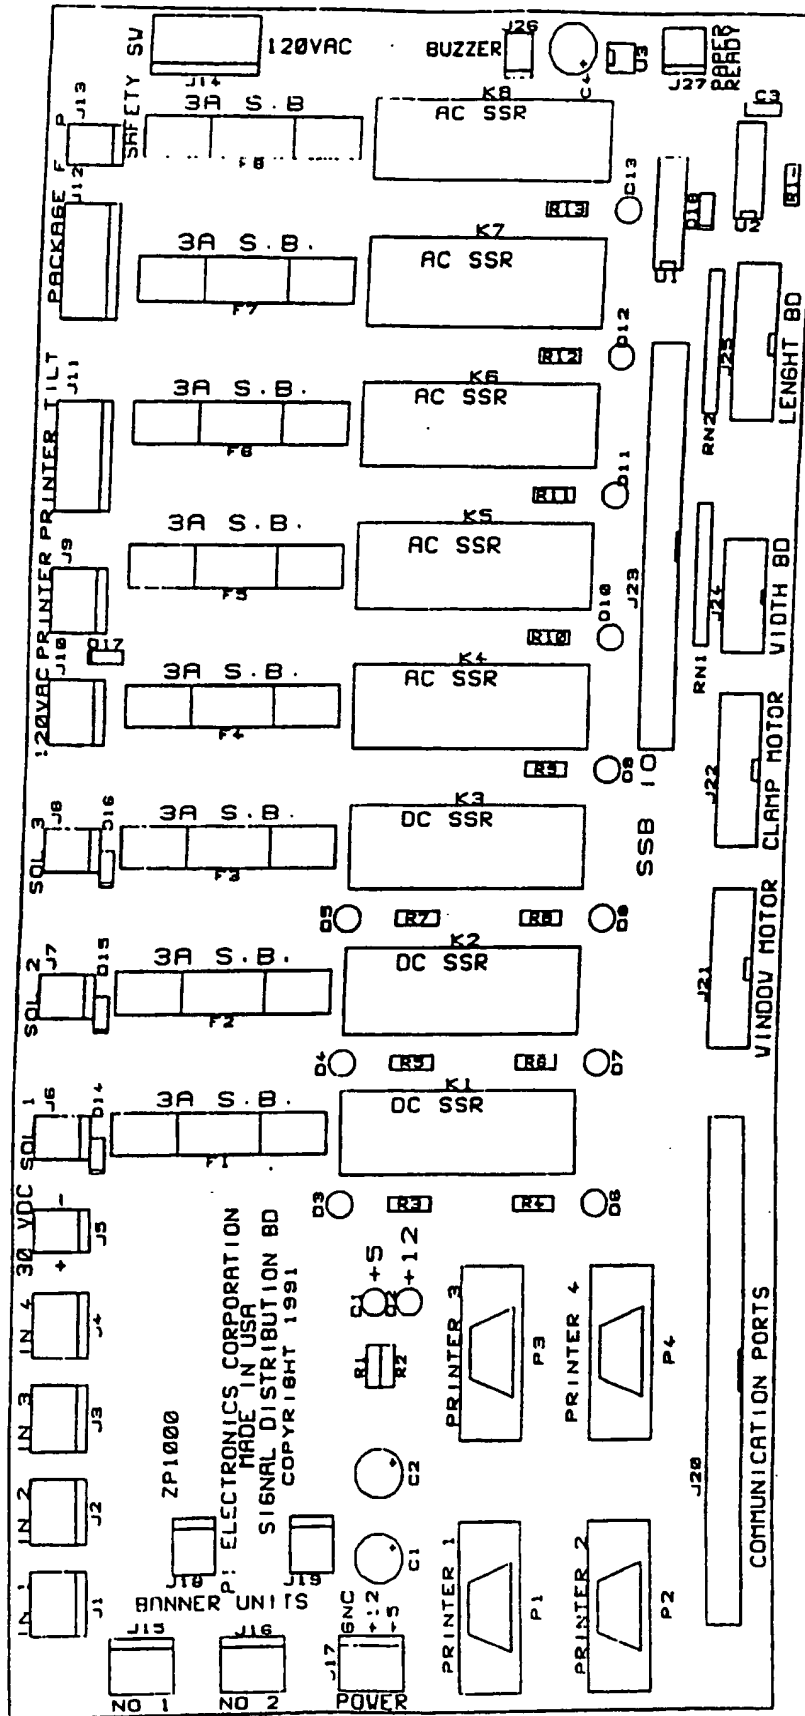 SAFETY SW
120VAC
J14
BUZZER
J26
C4+
U3
J27
PAPER
READY
J13
P
F
PACKAGE
J12
3A S.B
F8
K8
AC SSR
C3
R13
C13
U1
D18
U2
R1-
3A S.B.
F7
K7
AC SSR
R12
D12
J25
LENGHT BD
RN2
PRINTER TILT
J11
3A S.B.
F6
K6
AC SSR
R11
D11
PRINTER
J9
3A S.B.
F5
K5
AC SSR
R10
D10
J23
J24
WIDTH BD
RN1
120VAC
J10
D17
3A S.B.
F4
K4
AC SSR
R9
D9
SSB IO
J22
CLAMP MOTOR
SOL 3
J8
D16
3A S.B.
F3
K3
DC SSR
D5
R7
R8
D8
SOL 2
J7
D15
3A S.B.
F2
K2
DC SSR
D4
R5
R6
D7
J21
WINDOW MOTOR
SOL 1
J6
D14
3A S.B.
F1
K1
DC SSR
D3
R3
R4
D6
30 VDC
-
+
J5
IN 4
J4
IN 3
J3
IN 2
J2
IN 1
J1
ZP1000
P: ELECTRONICS CORPORATION
MADE IN USA
SIGNAL DISTRIBUTION BD
COPYRIGHT 1991
+5
+12
R1
R2
C2
C1
PRINTER 3
P3
PRINTER 4
P4
J20
COMMUNICATION PORTS
J18
J19
BUNNER UNITS
J15
NO 1
J16
NO 2
GNC
+12
+5
J17
POWER
PRINTER 1
P1
PRINTER 2
P2